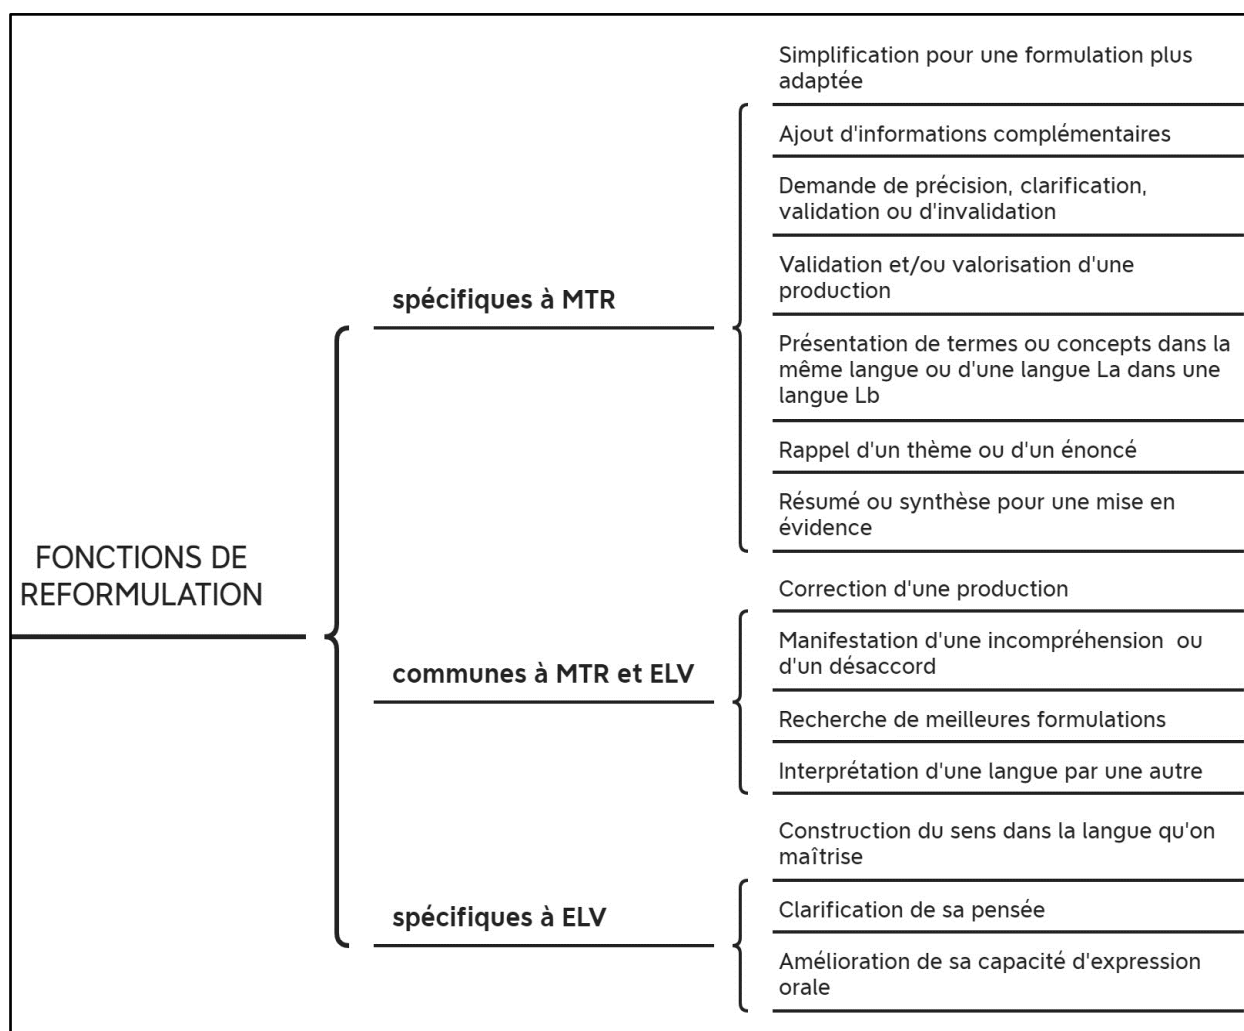 FONCTIONS DE
REFORMULATION
spécifiques à MTR
Simplification pour une formulation plus
adaptée
Ajout d'informations complémentaires
Demande de précision, clarification,
validation ou d'invalidation
Validation et/ou valorisation d'une
production
Présentation de termes ou concepts dans la
même langue ou d'une langue La dans une
langue Lb
Rappel d'un thème ou d'un énoncé
Résumé ou synthèse pour une mise en
évidence
communes à MTR et ELV
Correction d'une production
Manifestation d'une incompréhension ou
d'un désaccord
Recherche de meilleures formulations
Interprétation d'une langue par une autre
spécifiques à ELV
Construction du sens dans la langue qu'on
maîtrise
Clarification de sa pensée
Amélioration de sa capacité d'expression
orale